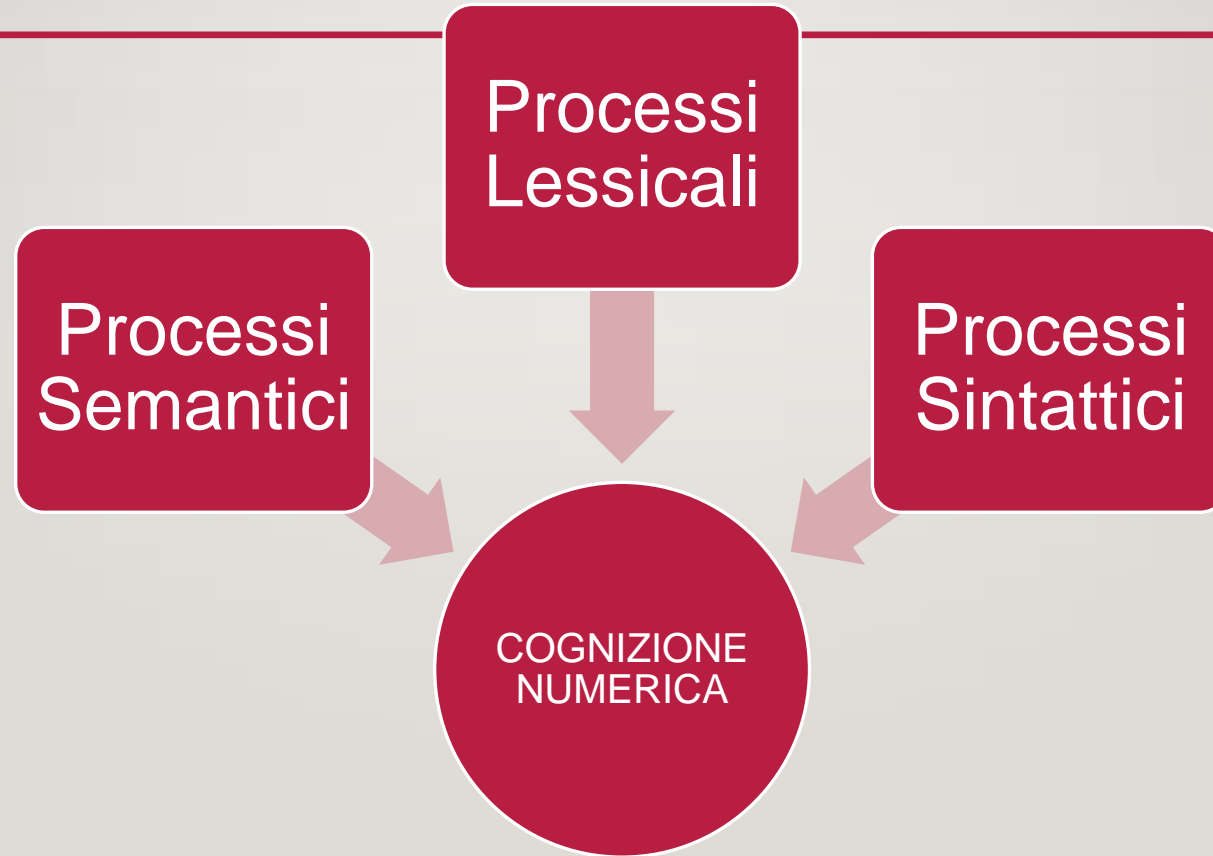 Processi
Lessicali
Processi
Semantici
Processi
Sintattici
COGNIZIONE
NUMERICA